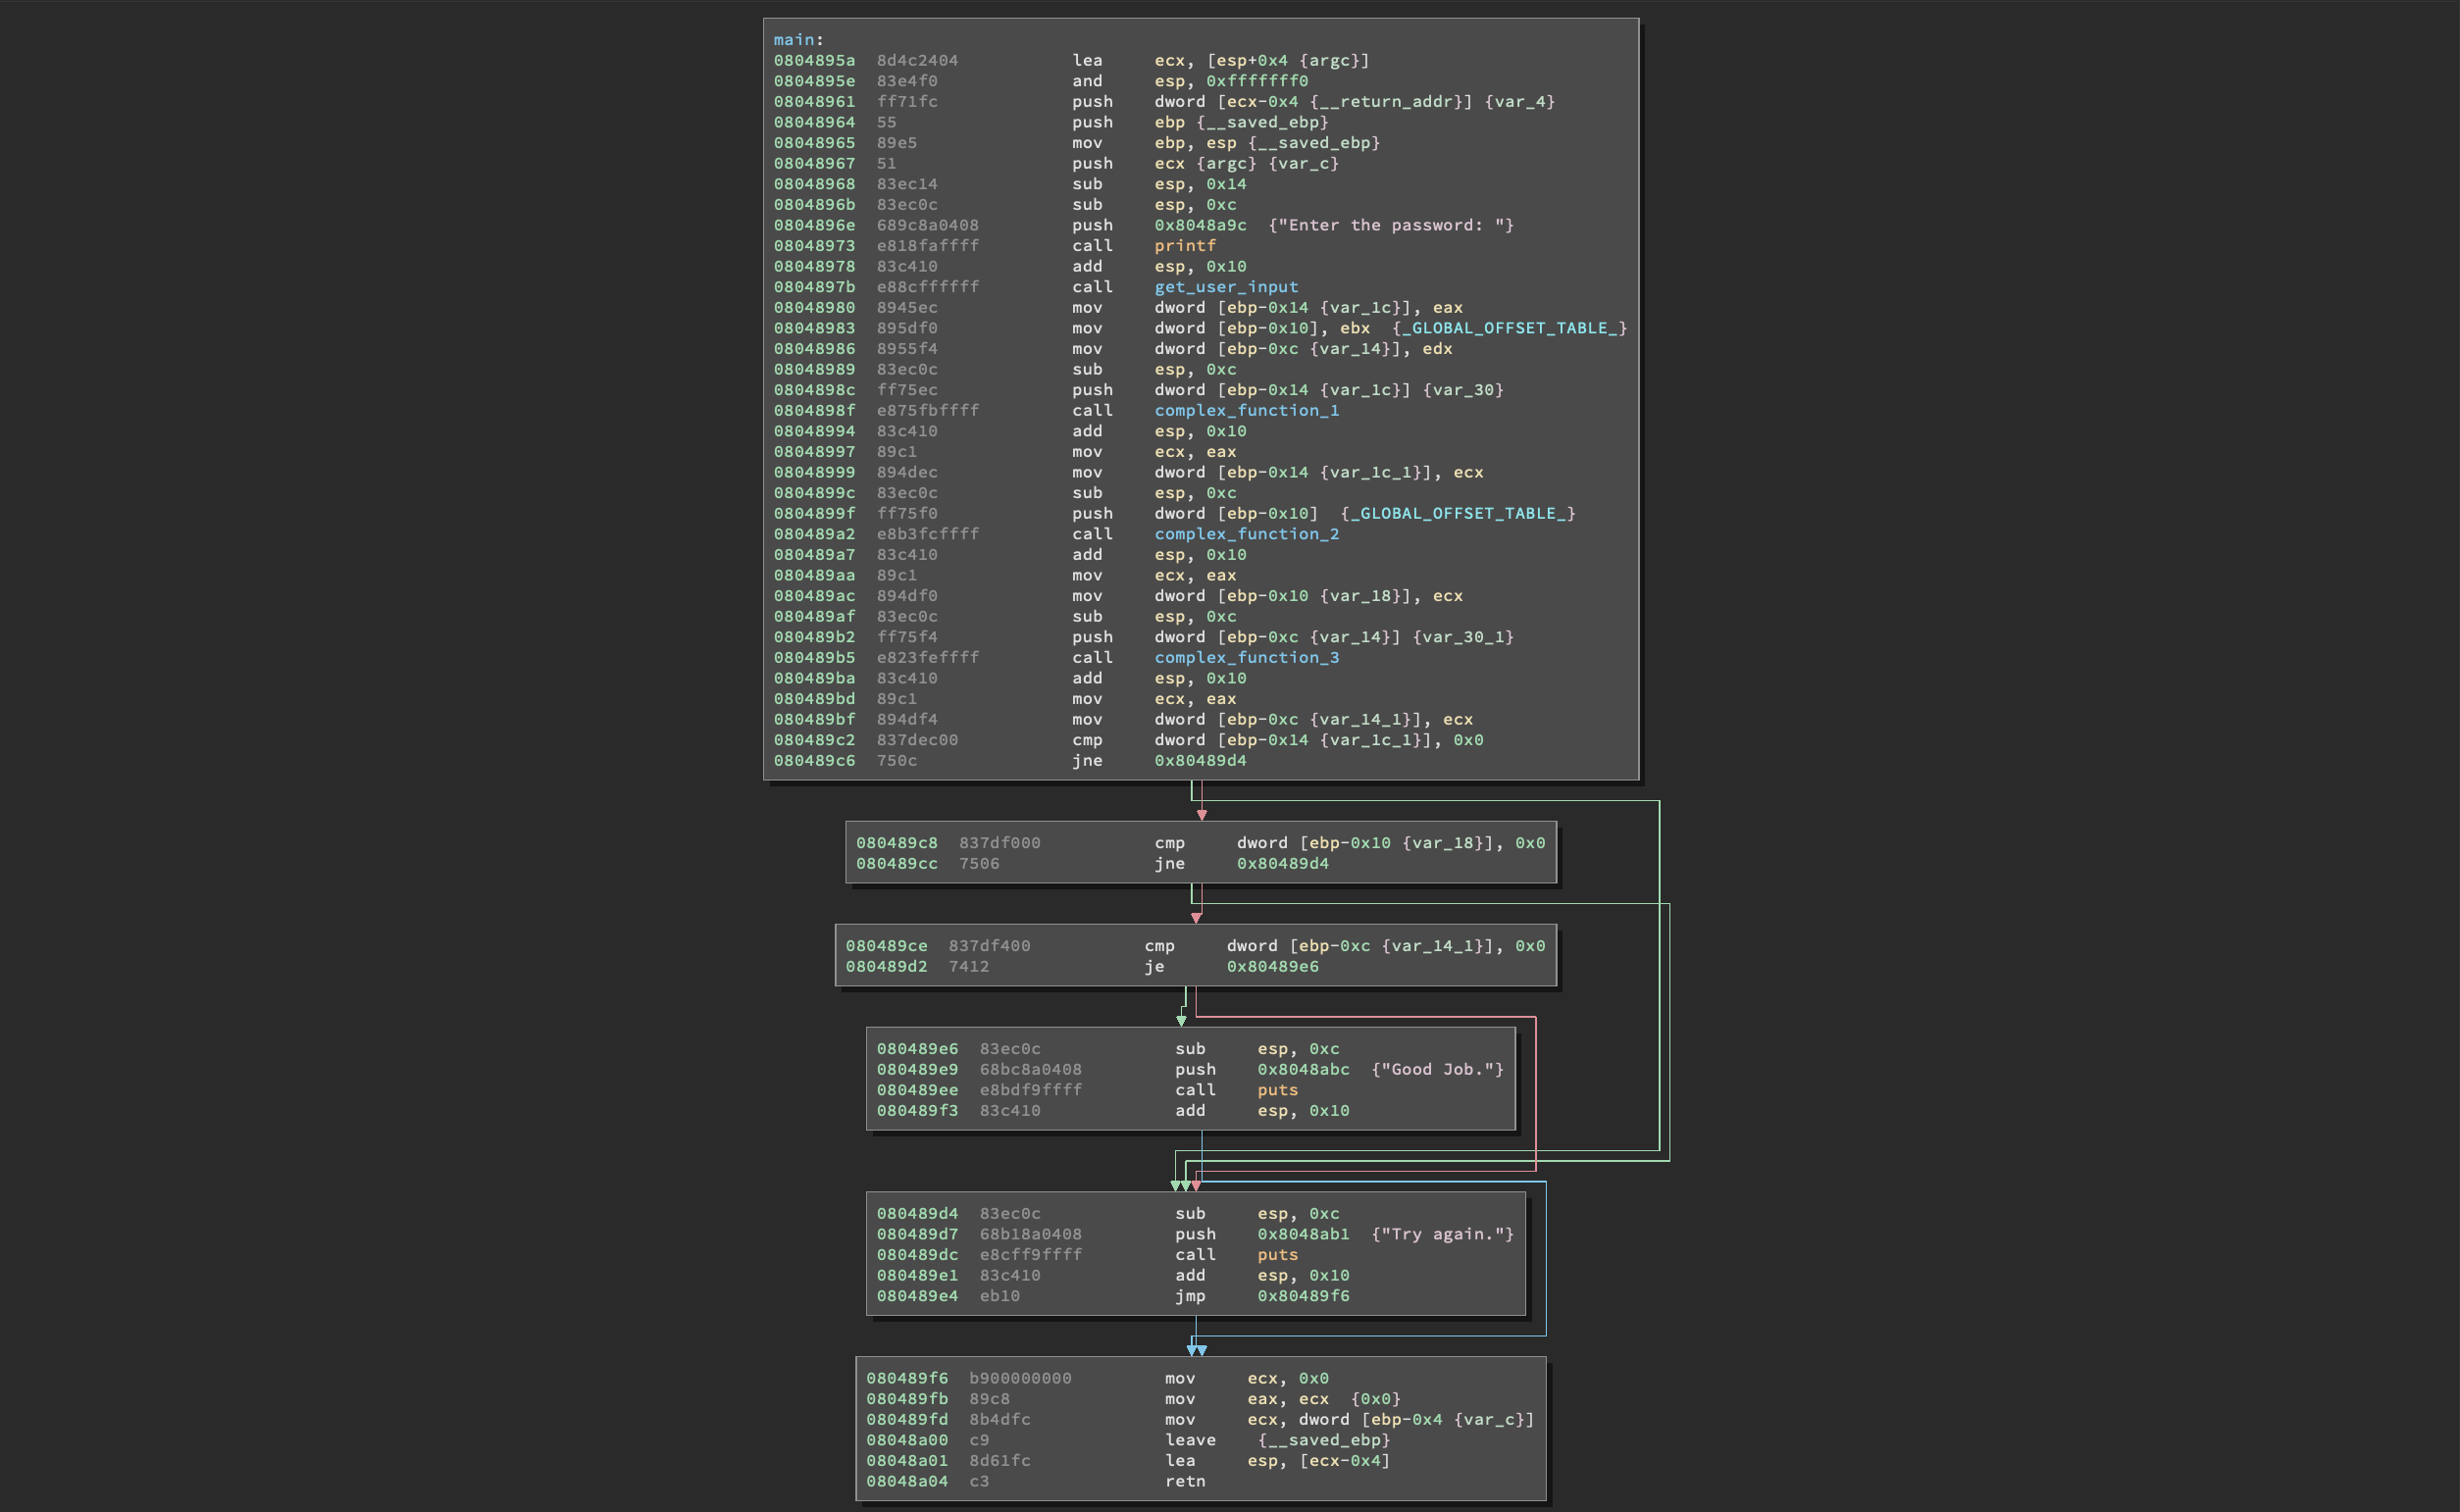 main:
0804895a 8d4c2404 lea ecx, [esp+0x4 {argc}]
0804895e 83e4f0 and esp, 0xfffffff0
08048961 ff71fc push dword [ecx-0x4 {__return_addr}] {var_4}
08048964 55 push ebp {__saved_ebp}
08048965 89e5 mov ebp, esp {__saved_ebp}
08048967 51 push ecx {argc} {var_c}
08048968 83ec14 sub esp, 0x14
0804896b 83ec0c sub esp, 0xc
0804896e 689c8a0408 push 0x8048a9c {"Enter the password: "}
08048973 e818faffff call printf
08048978 83c410 add esp, 0x10
0804897b e88cffffff call get_user_input
08048980 8945ec mov dword [ebp-0x14 {var_1c}], eax
08048983 895df0 mov dword [ebp-0x10], ebx {_GLOBAL_OFFSET_TABLE_}
08048986 8955f4 mov dword [ebp-0xc {var_14}], edx
08048989 83ec0c sub esp, 0xc
0804898c ff75ec push dword [ebp-0x14 {var_1c}] {var_30}
0804898f e875fbffff call complex_function_1
08048994 83c410 add esp, 0x10
08048997 89c1 mov ecx, eax
08048999 894dec mov dword [ebp-0x14 {var_1c_1}], ecx
0804899c 83ec0c sub esp, 0xc
0804899f ff75f0 push dword [ebp-0x10] {_GLOBAL_OFFSET_TABLE_}
080489a2 e8b3fcffff call complex_function_2
080489a7 83c410 add esp, 0x10
080489aa 89c1 mov ecx, eax
080489ac 894df0 mov dword [ebp-0x10 {var_18}], ecx
080489af 83ec0c sub esp, 0xc
080489b2 ff75f4 push dword [ebp-0xc {var_14}] {var_30_1}
080489b5 e823feffff call complex_function_3
080489ba 83c410 add esp, 0x10
080489bd 89c1 mov ecx, eax
080489bf 894df4 mov dword [ebp-0xc {var_14_1}], ecx
080489c2 837dec00 cmp dword [ebp-0x14 {var_1c_1}], 0x0
080489c6 750c jne 0x80489d4
080489c8 837df000 cmp dword [ebp-0x10 {var_18}], 0x0
080489cc 7506 jne 0x80489d4
080489ce 837df400 cmp dword [ebp-0xc {var_14_1}], 0x0
080489d2 7412 je 0x80489e6
080489e6 83ec0c sub esp, 0xc
080489e9 68bc8a0408 push 0x8048abc {"Good Job."}
080489ee e8bdf9ffff call puts
080489f3 83c410 add esp, 0x10
080489d4 83ec0c sub esp, 0xc
080489d7 68b18a0408 push 0x8048ab1 {"Try again."}
080489dc e8cff9ffff call puts
080489e1 83c410 add esp, 0x10
080489e4 eb10 jmp 0x80489f6
080489f6 b900000000 mov ecx, 0x0
080489fb 89c8 mov eax, ecx {0x0}
080489fd 8b4dfc mov ecx, dword [ebp-0x4 {var_c}]
08048a00 c9 leave {__saved_ebp}
08048a01 8d61fc lea esp, [ecx-0x4]
08048a04 c3 retn